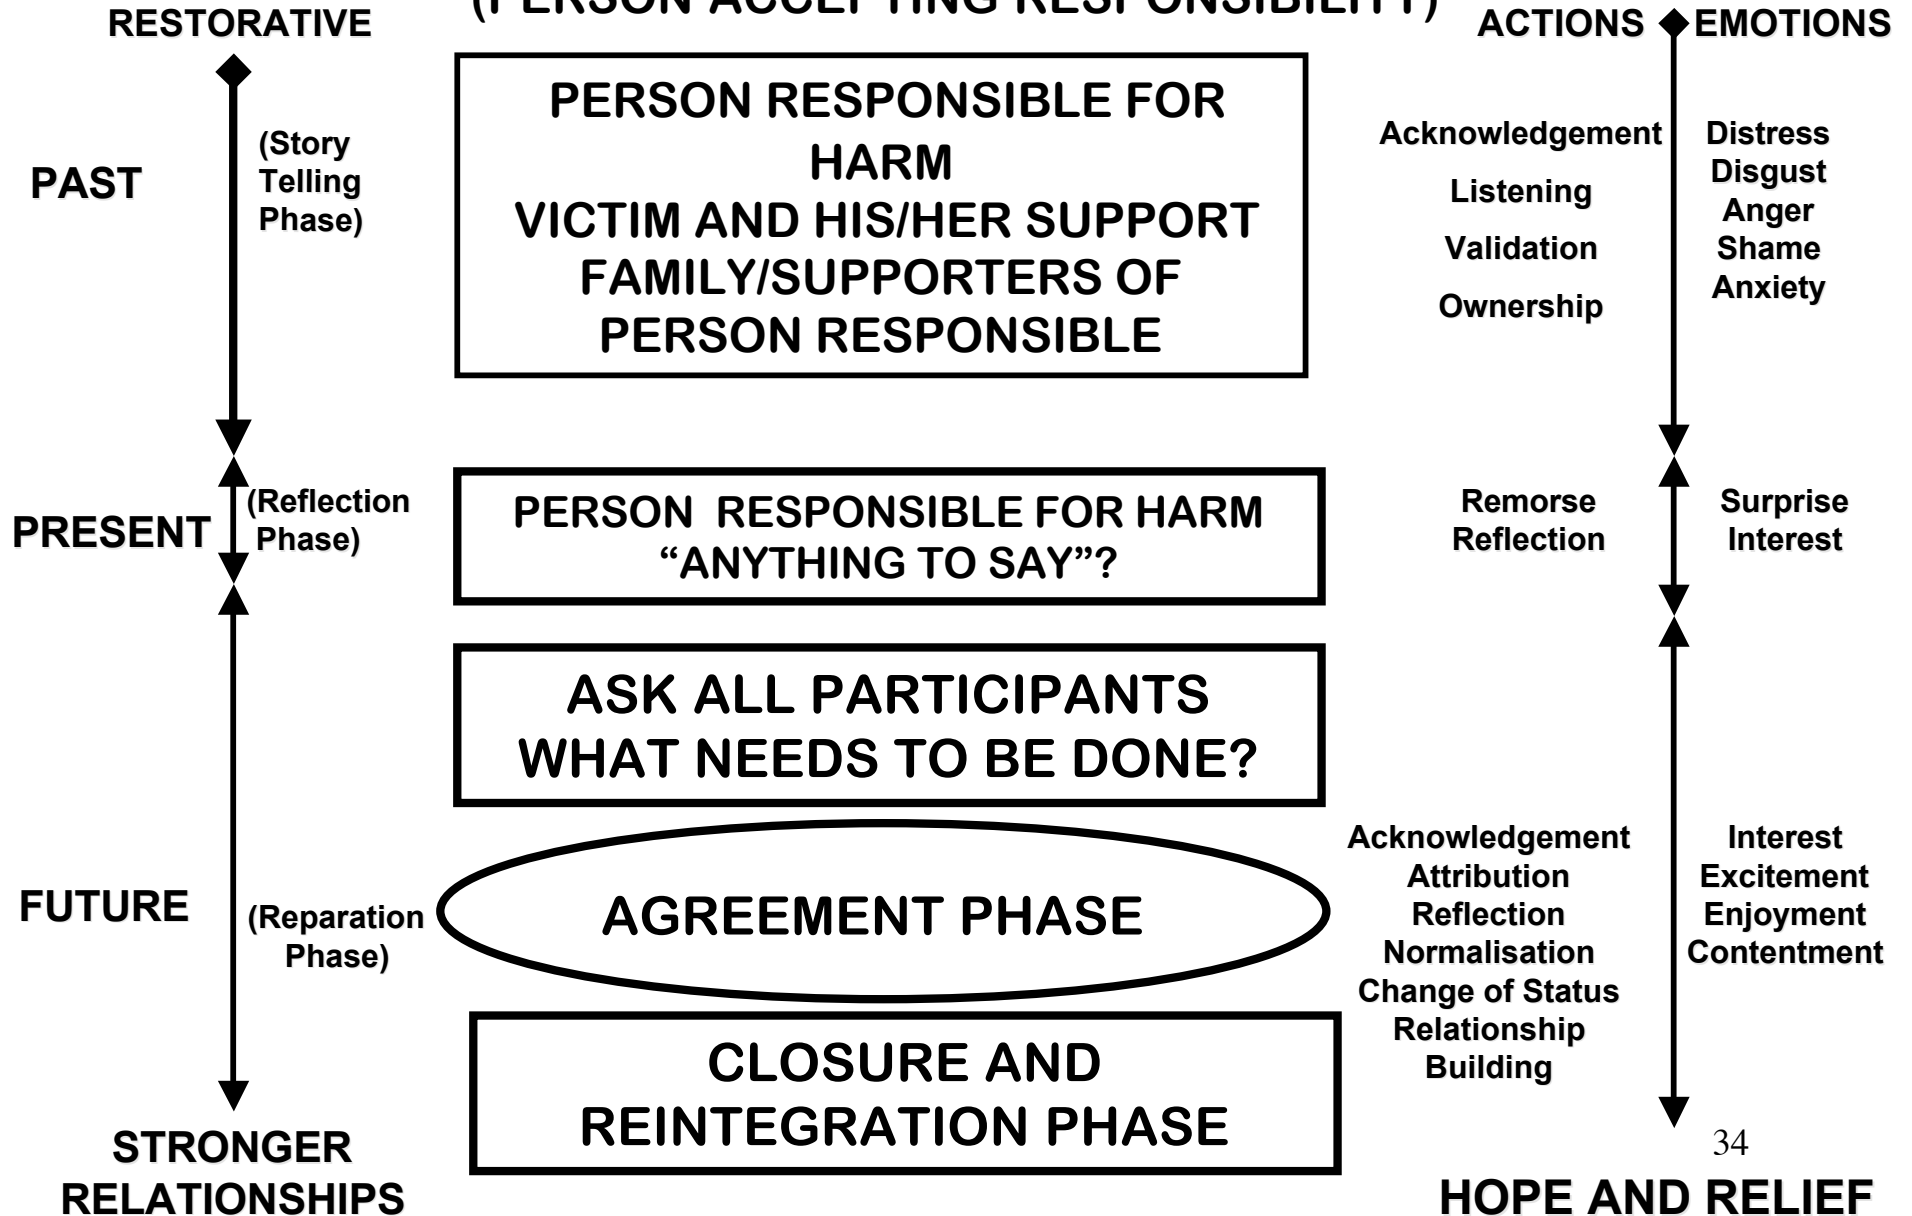 (PERSON ACCEPTING RESPONSIBILITY)
RESTORATIVE
ACTIONS
EMOTIONS
PAST
(Story
Telling
Phase)
PERSON RESPONSIBLE FOR
HARM
VICTIM AND HIS/HER SUPPORT
FAMILY/SUPPORTERS OF
PERSON RESPONSIBLE
Acknowledgement
Listening
Validation
Ownership
Distress
Disgust
Anger
Shame
Anxiety
PRESENT
(Reflection
Phase)
PERSON RESPONSIBLE FOR HARM
“ANYTHING TO SAY”?
Remorse
Reflection
Surprise
Interest
ASK ALL PARTICIPANTS
WHAT NEEDS TO BE DONE?
FUTURE
(Reparation
Phase)
AGREEMENT PHASE
Acknowledgement
Attribution
Reflection
Normalisation
Change of Status
Relationship
Building
Interest
Excitement
Enjoyment
Contentment
CLOSURE AND
REINTEGRATION PHASE
STRONGER
RELATIONSHIPS
34
HOPE AND RELIEF